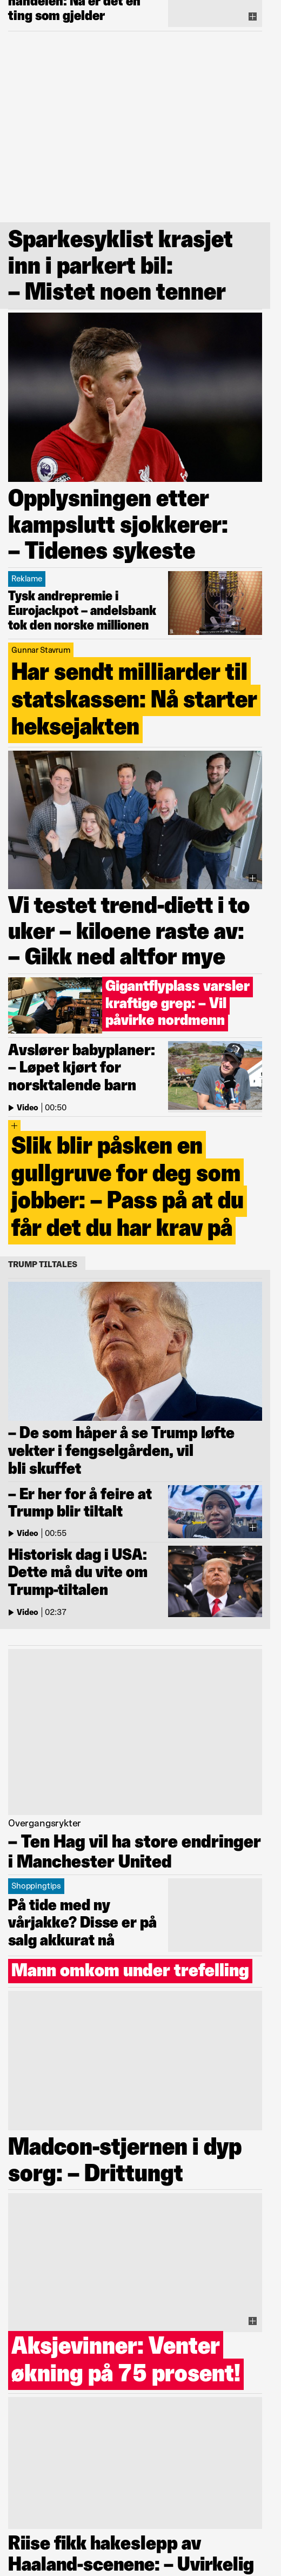 handelen: Nå er det én
ting som gjelder
Sparkesyklist krasjet
inn i parkert bil:
– Mistet noen tenner
Opplysningen etter
kampslutt sjokkerer:
– Tidenes sykeste
Reklame
Tysk andrepremie i
Eurojackpot – andelsbank
tok den norske millionen
Gunnar Stavrum
Har sendt milliarder til
statskassen: Nå starter
heksejakten
Vi testet trend-diett i to
uker – kiloene raste av:
– Gikk ned altfor mye
Gigantflyplass varsler
kraftige grep: – Vil
påvirke nordmenn
Avslører babyplaner:
– Løpet kjørt for
norsktalende barn
Video | 00:50
Slik blir påsken en
gullgruve for deg som
jobber: – Pass på at du
får det du har krav på
TRUMP TILTALES
– De som håper å se Trump løfte
vekter i fengselgården, vil
bli skuffet
– Er her for å feire at
Trump blir tiltalt
Video | 00:55
Historisk dag i USA:
Dette må du vite om
Trump-tiltalen
Video | 02:37
Overgangsrykter
– Ten Hag vil ha store endringer
i Manchester United
Shoppingtips
På tide med ny
vårjakke? Disse er på
salg akkurat nå
Mann omkom under trefelling
Madcon-stjernen i dyp
sorg: – Drittungt
Aksjevinner: Venter
økning på 75 prosent!
Riise fikk hakeslepp av
Haaland-scenene: – Uvirkelig